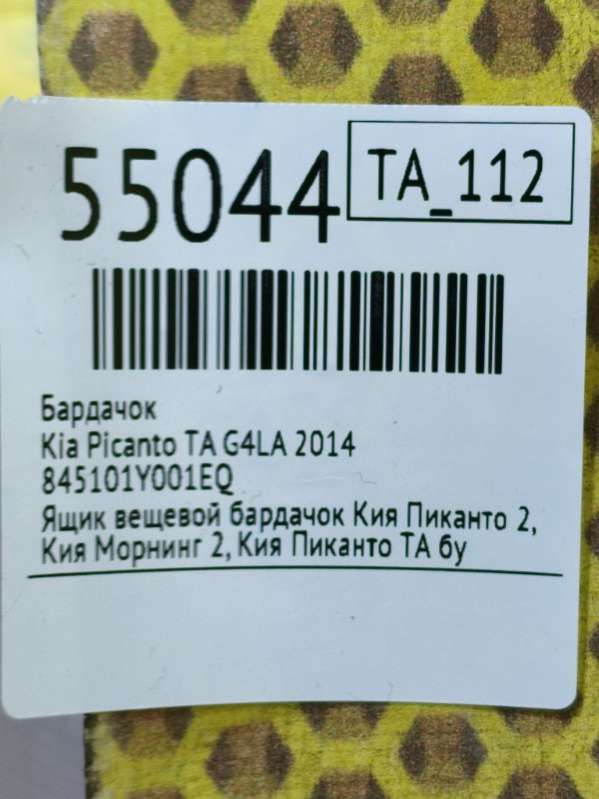 55044
TA_112
Бардачок
Kia Picanto TA G4LA 2014
845101Y001EQ
Ящик вещевой бардачок Кия Пиканто 2,
Кия Морнинг 2, Кия Пиканто ТА бу